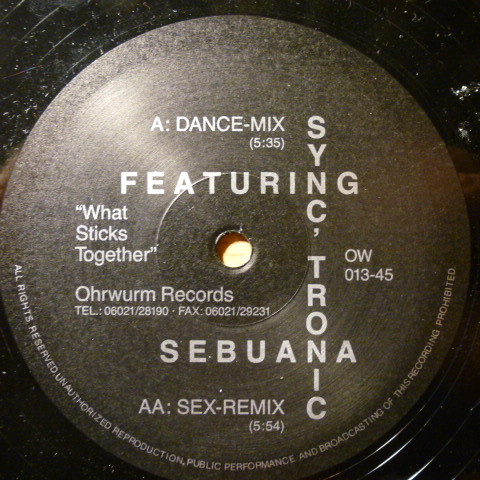 A: DANCE-MIX
(5:35)
SYNC' TRONIC
FEATURING
"What
Sticks
Together"
OW
013-45
Ohrwurm Records
TEL.: 06021/28190 · FAX: 06021/29231
SEBUANA
AA: SEX-REMIX
(5:54)
ALL RIGHTS RESERVED. UNAUTHORIZED REPRODUCTION, PUBLIC PERFORMANCE AND BROADCASTING OF THIS RECORDING PROHIBITED.